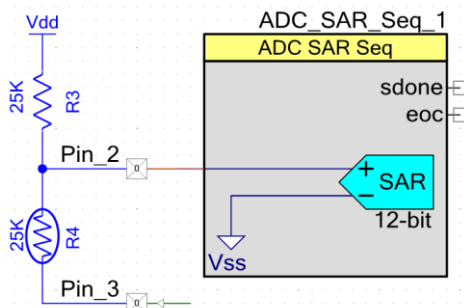 Vdd
ADC_SAR_Seq_1
ADC SAR Seq
25K
R3
sdone
eoc
Pin_2
0
+
SAR
−
12-bit
25K
R4
Vss
Pin_3
0